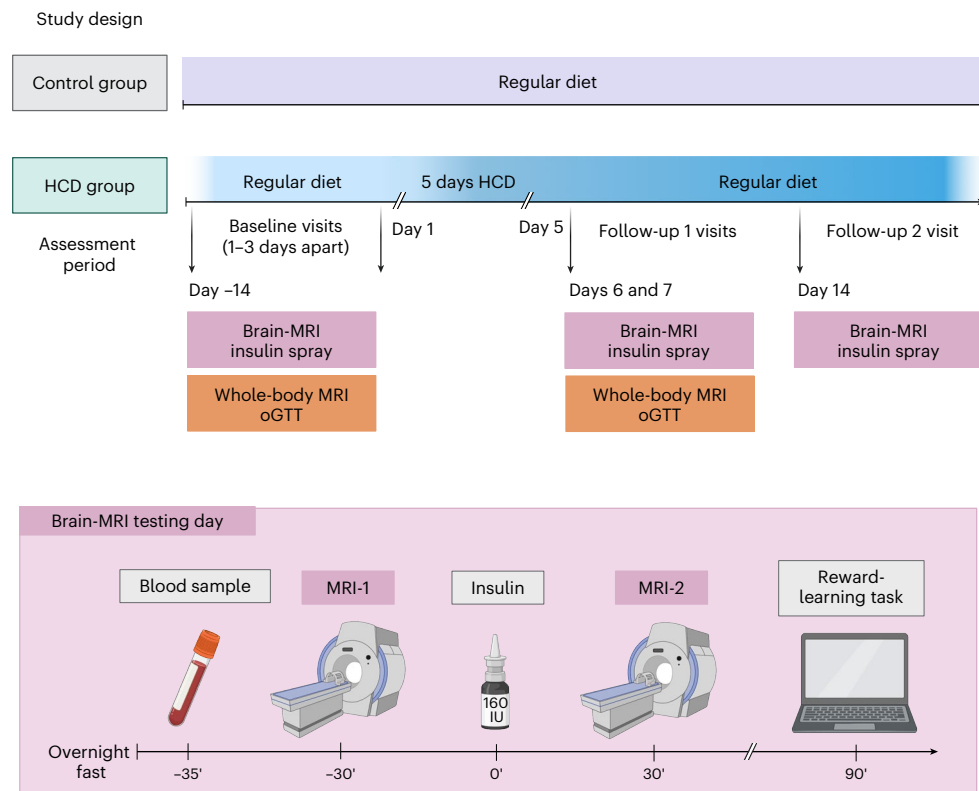 Study design
Control group
Regular diet
HCD group
Regular diet
5 days HCD
Regular diet
Assessment
period
Baseline visits
(1–3 days apart)
Day 1
Day 5
Follow-up 1 visits
Follow-up 2 visit
Day –14
Days 6 and 7
Day 14
Brain-MRI
insulin spray
Brain-MRI
insulin spray
Brain-MRI
insulin spray
Whole-body MRI
oGTT
Whole-body MRI
oGTT
Brain-MRI testing day
Blood sample
MRI-1
Insulin
MRI-2
Reward-
learning task
160
IU
Overnight
fast
–35'
–30'
0'
30'
90'